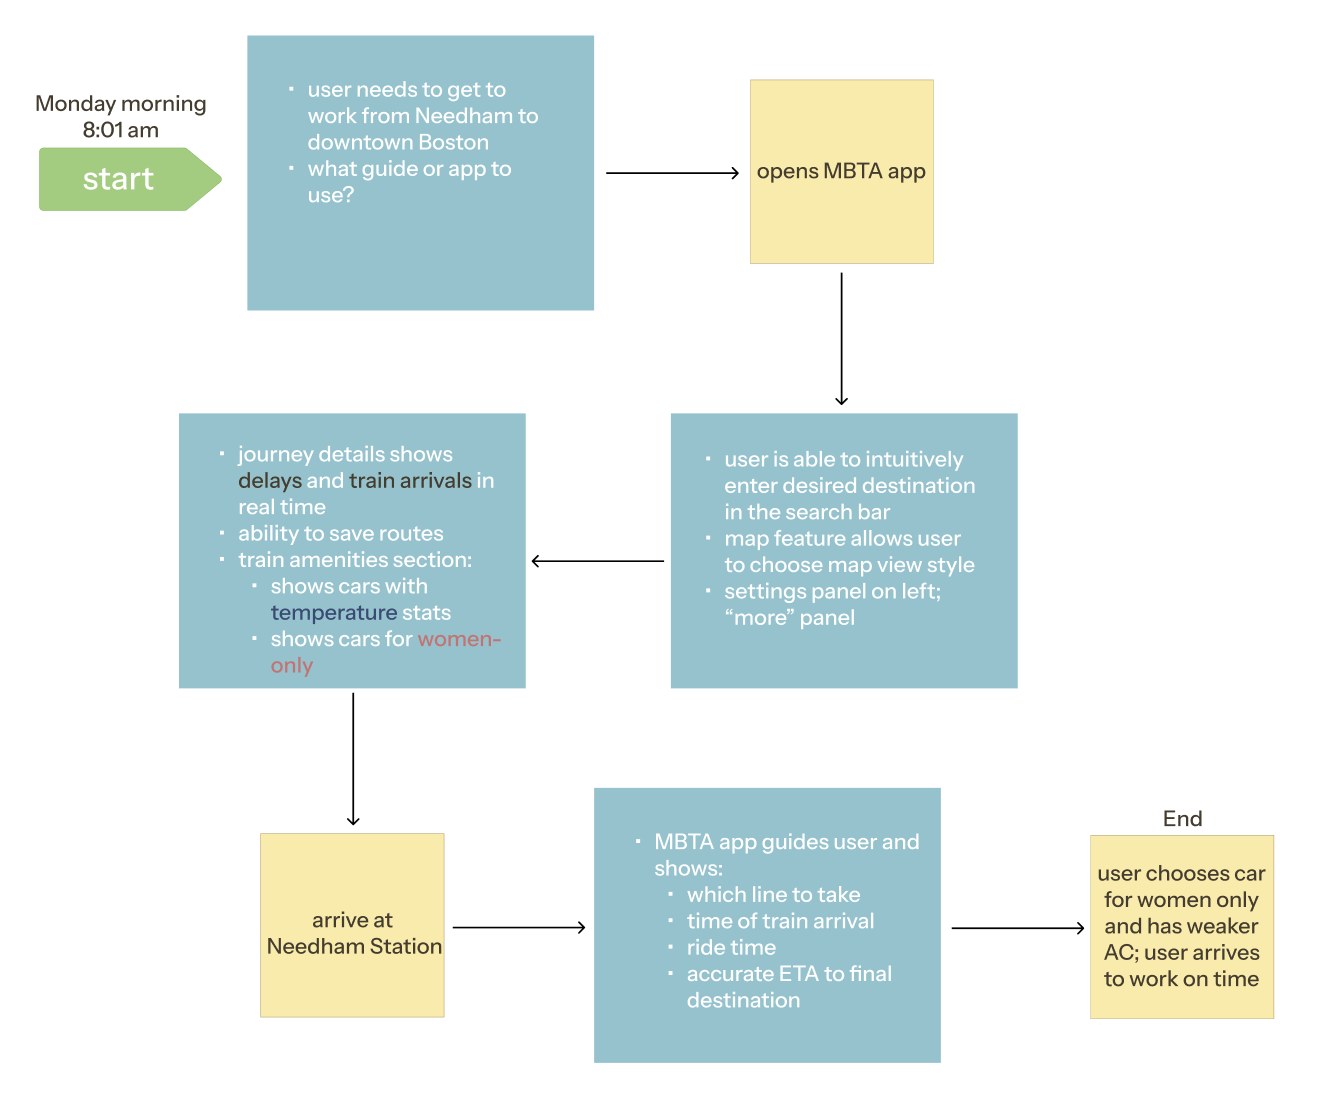 Monday morning
8:01 am
start
· user needs to get to
work from Needham to
downtown Boston
· what guide or app to
use?
opens MBTA app
· user is able to intuitively
enter desired destination
in the search bar
· map feature allows user
to choose map view style
· settings panel on left;
“more” panel
· journey details shows
delays and train arrivals in
real time
· ability to save routes
· train amenities section:
· shows cars with
temperature stats
· shows cars for women-
only
arrive at
Needham Station
· MBTA app guides user and
shows:
· which line to take
· time of train arrival
· ride time
· accurate ETA to final
destination
End
user chooses car
for women only
and has weaker
AC; user arrives
to work on time